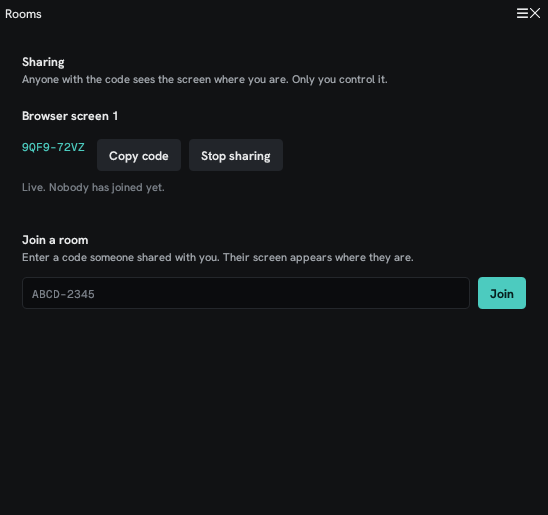 Rooms
Sharing
Anyone with the code sees the screen where you are. Only you control it.
Browser screen 1
9QF9-72VZ Copy code Stop sharing
Live. Nobody has joined yet.
Join a room
Enter a code someone shared with you. Their screen appears where they are.
ABCD-2345 Join